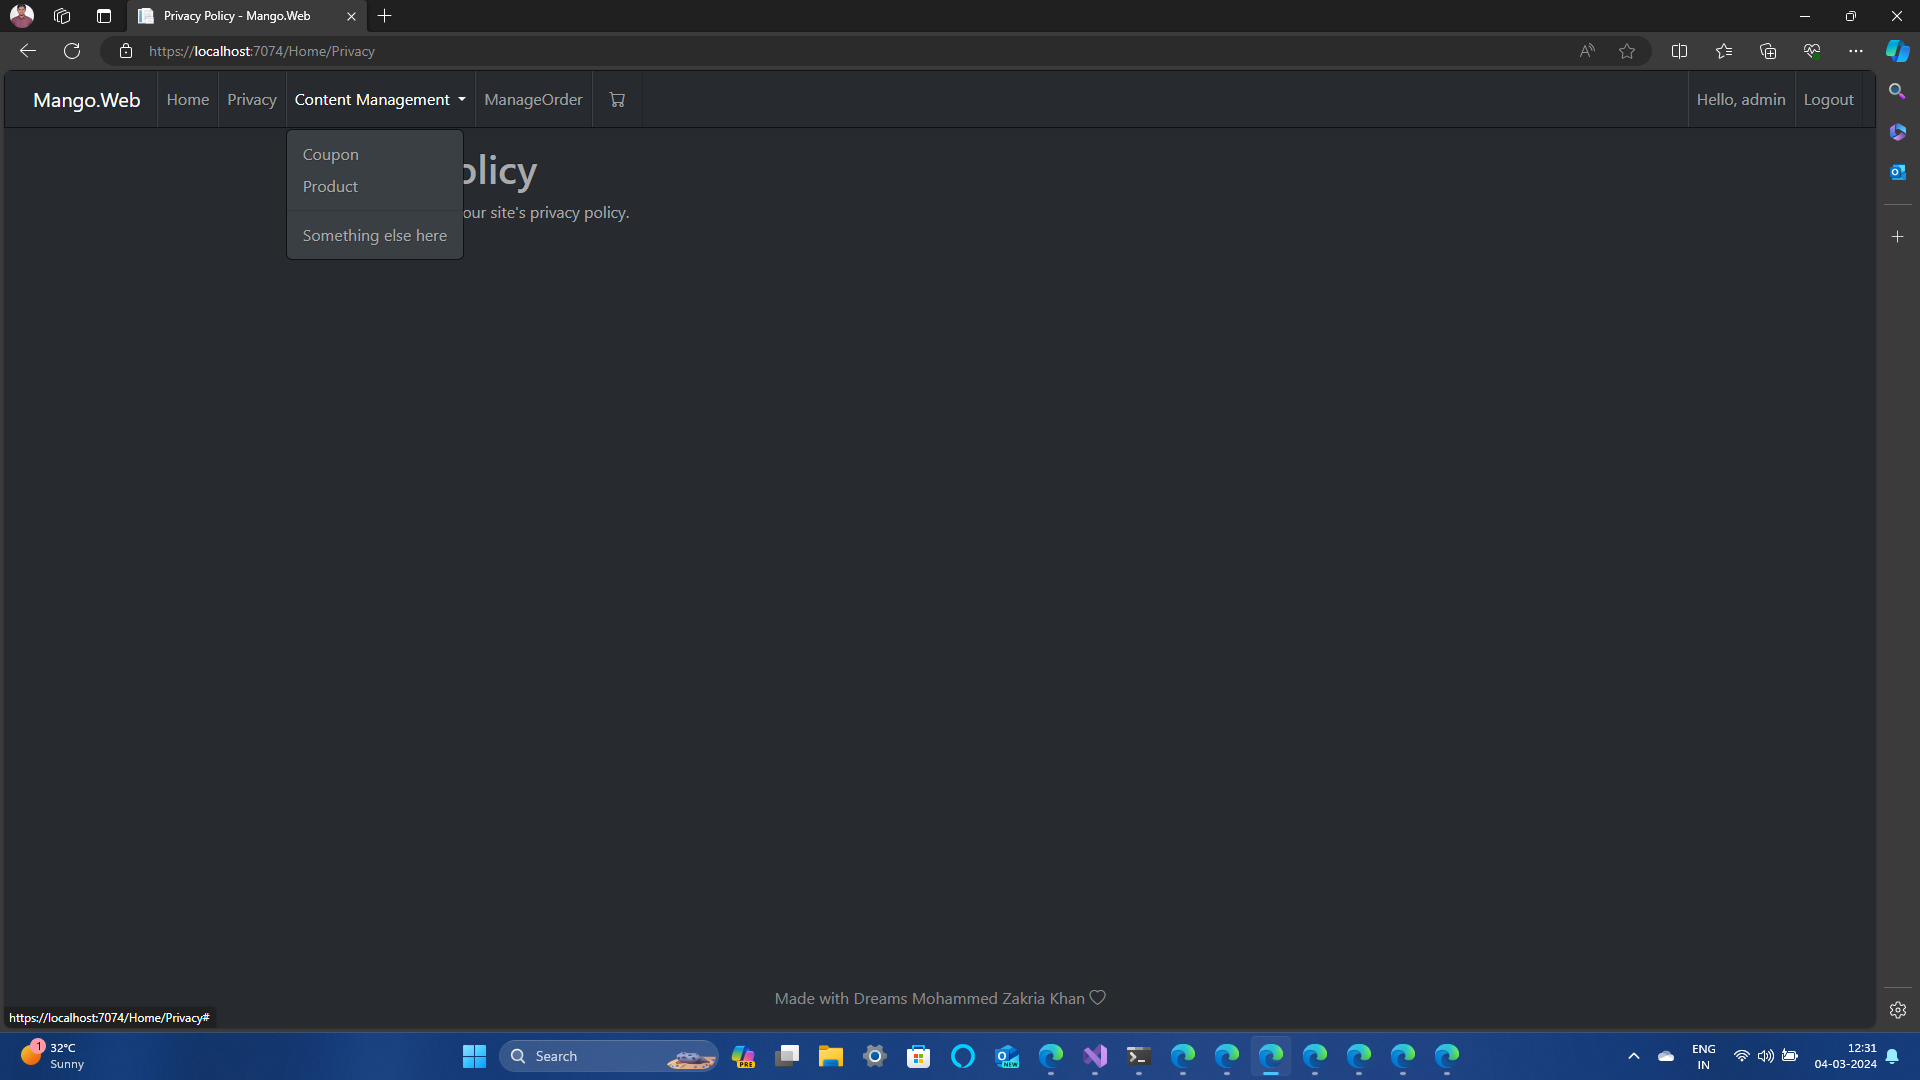 Privacy Policy - Mango.Web
https://localhost:7074/Home/Privacy
Mango.Web Home Privacy Content Management ManageOrder Hello, admin Logout
Coupon
Product
Something else here
olicy
our site's privacy policy.
Made with Dreams Mohammed Zakria Khan
https://localhost:7074/Home/Privacy#
1
32°C
Sunny
Search
PRE
NEW
ENG
IN
12:31
04-03-2024